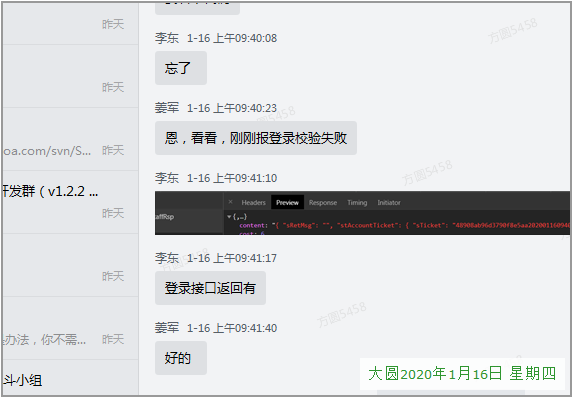 昨天
李东 1-16 上午09:40:08
忘了
昨天
姜军 1-16 上午09:40:23
恩，看看，刚刚报登录校验失败
oa.com/svn/S... 昨天
李东 1-16 上午09:41:10
开发群（v1.2.2 ...
昨天
Headers Preview Response Timing Initiator
affRsp
{,…}
content: "{ "sRetMsg": "", "stAccountTicket": { "sTicket":
李东 1-16 上午09:41:17
昨天
登录接口返回有
姜军 1-16 上午09:41:40
办法，你不需... 昨天
好的
斗小组
大圆2020年1月16日 星期四
方圆5458
方圆5458
方圆5458
方圆5458